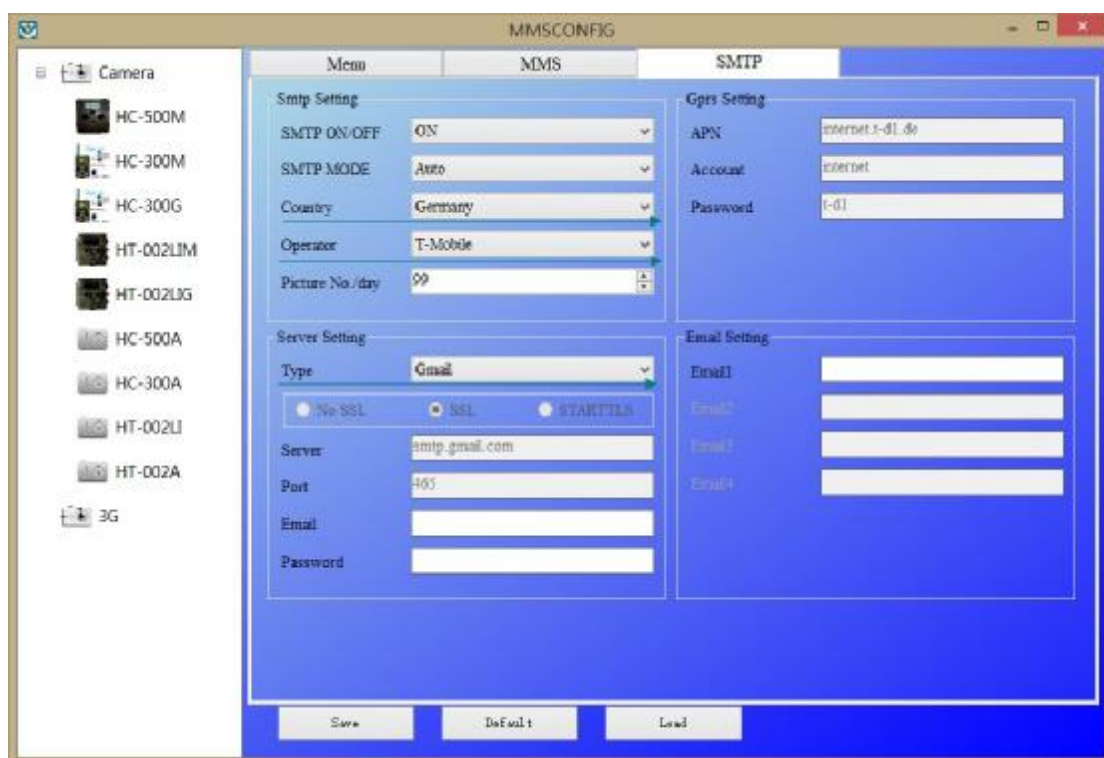 MMSCONFIG
Camera
HC-500M
HC-300M
HC-300G
HT-002LIM
HT-002LIG
HC-500A
HC-300A
HT-002LI
HT-002A
3G
Menu MMS SMTP
Smtp Setting
SMTP ON/OFF ON
SMTP MODE Auto
Country Germany
Operator T-Mobile
Picture No./day 99
Gprs Setting
APN internet.t-d1.de
Account internet
Password t-d1
Server Setting
Type Gmail
No SSL SSL STARTTLS
Server smtp.gmail.com
Port 465
Email
Password
Email Setting
Email1
Email2
Email3
Email4
Save Default Load